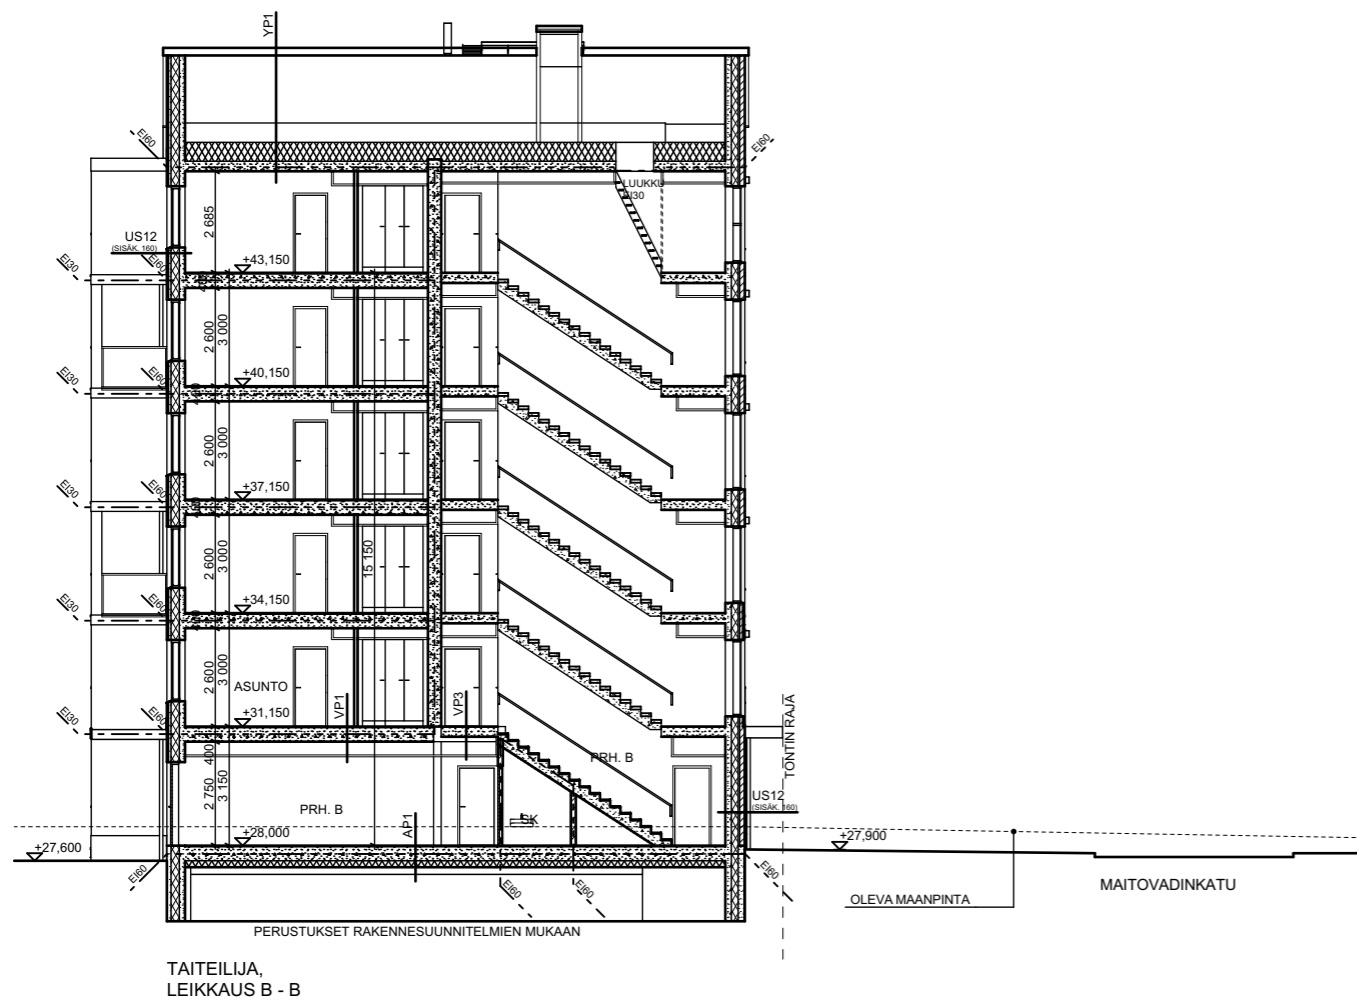 YP1
EI60
EI60
LUUKKU
EI30
2 685
US12
(SISÄK. 160)
EI30
EI60
+43,150
2 600
3 000
+40,150
EI30
EI60
2 600
3 000
+37,150
EI30
EI60
2 600
3 000
15 150
+34,150
EI30
EI60
2 600
3 000
ASUNTO
VP1
VP3
+31,150
EI30
EI60
TONTIN RAJA
400
2 750
3 150
PRH. B
PRH. B
US12
(SISÄK. 160)
AP1
SK
+28,000
+27,600
+27,900
EI60
EI60
EI60
EI60
MAITOVADINKATU
OLEVA MAANPINTA
PERUSTUKSET RAKENNESUUNNITELMIEN MUKAAN
TAITEILIJA,
LEIKKAUS B - B